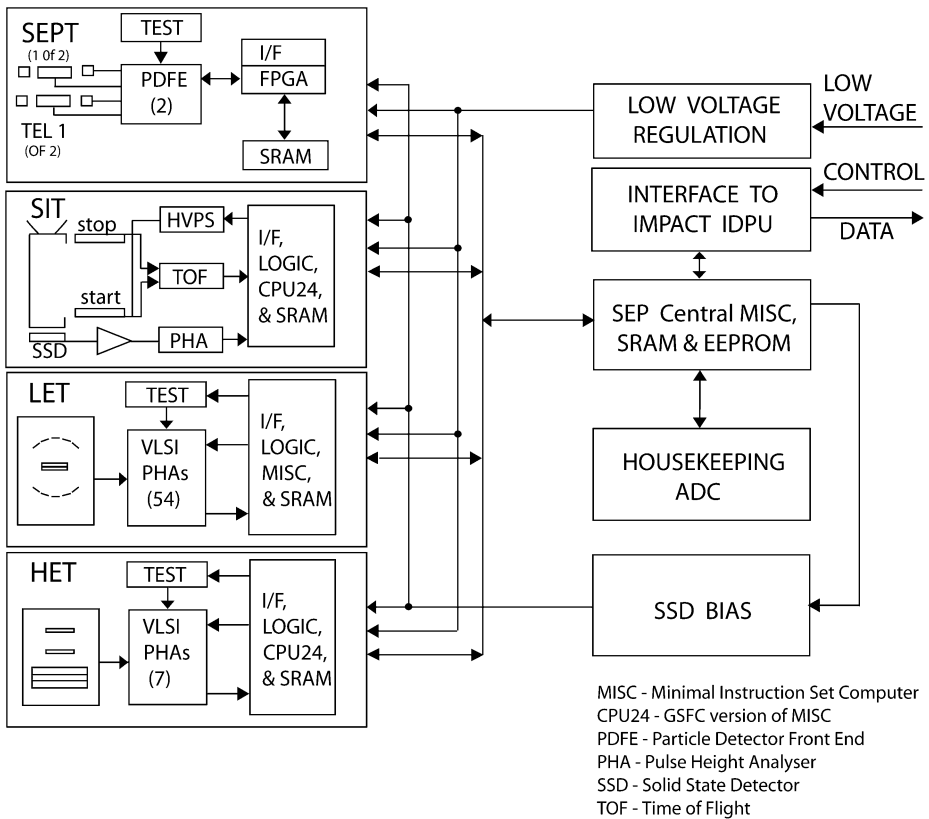 SEPT
(1 0f 2)
TEL 1
(OF 2)
TEST
PDFE
(2)
I/F
FPGA
SRAM
SIT
stop
start
SSD
HVPS
TOF
PHA
I/F,
LOGIC,
CPU24,
& SRAM
LET
TEST
VLSI
PHAs
(54)
I/F,
LOGIC,
MISC,
& SRAM
HET
TEST
VLSI
PHAs
(7)
I/F,
LOGIC,
CPU24,
& SRAM
LOW VOLTAGE
REGULATION
LOW
VOLTAGE
INTERFACE TO
IMPACT IDPU
CONTROL
DATA
SEP Central MISC,
SRAM & EEPROM
HOUSEKEEPING
ADC
SSD BIAS
MISC - Minimal Instruction Set Computer
CPU24 - GSFC version of MISC
PDFE - Particle Detector Front End
PHA - Pulse Height Analyser
SSD - Solid State Detector
TOF - Time of Flight